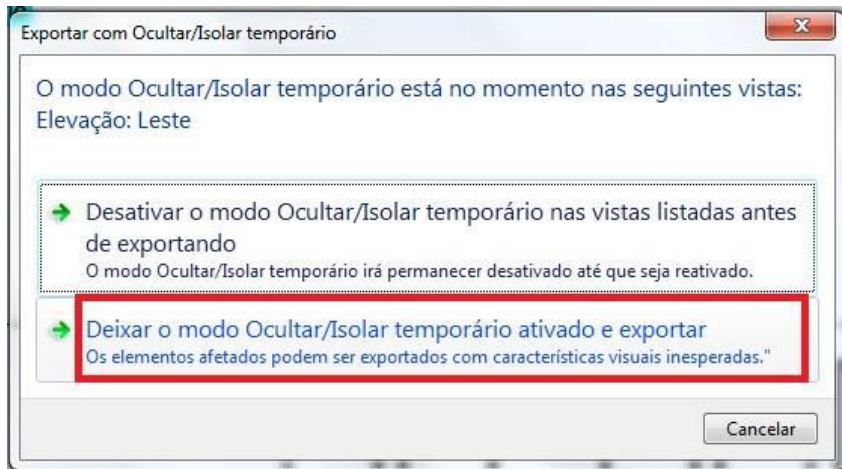 Exportar com Ocultar/Isolar temporário
O modo Ocultar/Isolar temporário está no momento nas seguintes vistas:
Elevação: Leste
Desativar o modo Ocultar/Isolar temporário nas vistas listadas antes
de exportando
O modo Ocultar/Isolar temporário irá permanecer desativado até que seja reativado.
Deixar o modo Ocultar/Isolar temporário ativado e exportar
Os elementos afetados podem ser exportados com características visuais inesperadas."
Cancelar